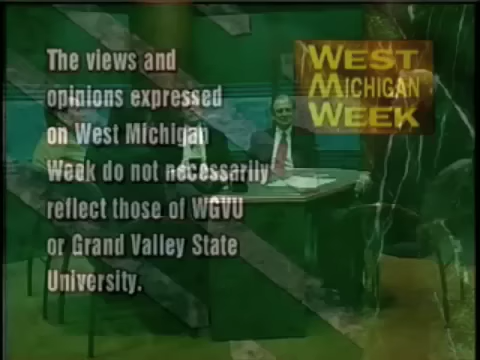 The views and
opinions expressed
on West Michigan
Week do not necessarily
reflect those of WGVU
or Grand Valley State
University.
WEST
MICHIGAN
WEEK